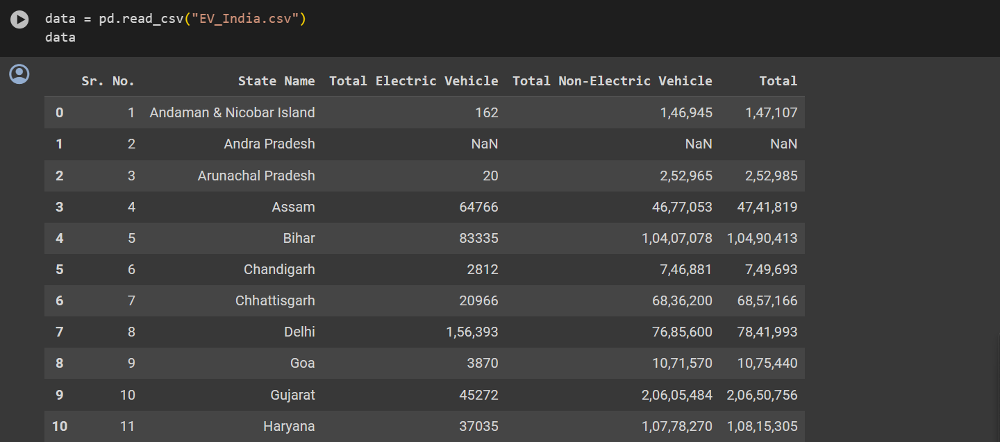 data = pd.read_csv("EV_India.csv")
data
Sr. No. State Name Total Electric Vehicle Total Non-Electric Vehicle Total
0 1 Andaman & Nicobar Island 162 1,46,945 1,47,107
1 2 Andra Pradesh NaN NaN NaN
2 3 Arunachal Pradesh 20 2,52,965 2,52,985
3 4 Assam 64766 46,77,053 47,41,819
4 5 Bihar 83335 1,04,07,078 1,04,90,413
5 6 Chandigarh 2812 7,46,881 7,49,693
6 7 Chhattisgarh 20966 68,36,200 68,57,166
7 8 Delhi 1,56,393 76,85,600 78,41,993
8 9 Goa 3870 10,71,570 10,75,440
9 10 Gujarat 45272 2,06,05,484 2,06,50,756
10 11 Haryana 37035 1,07,78,270 1,08,15,305